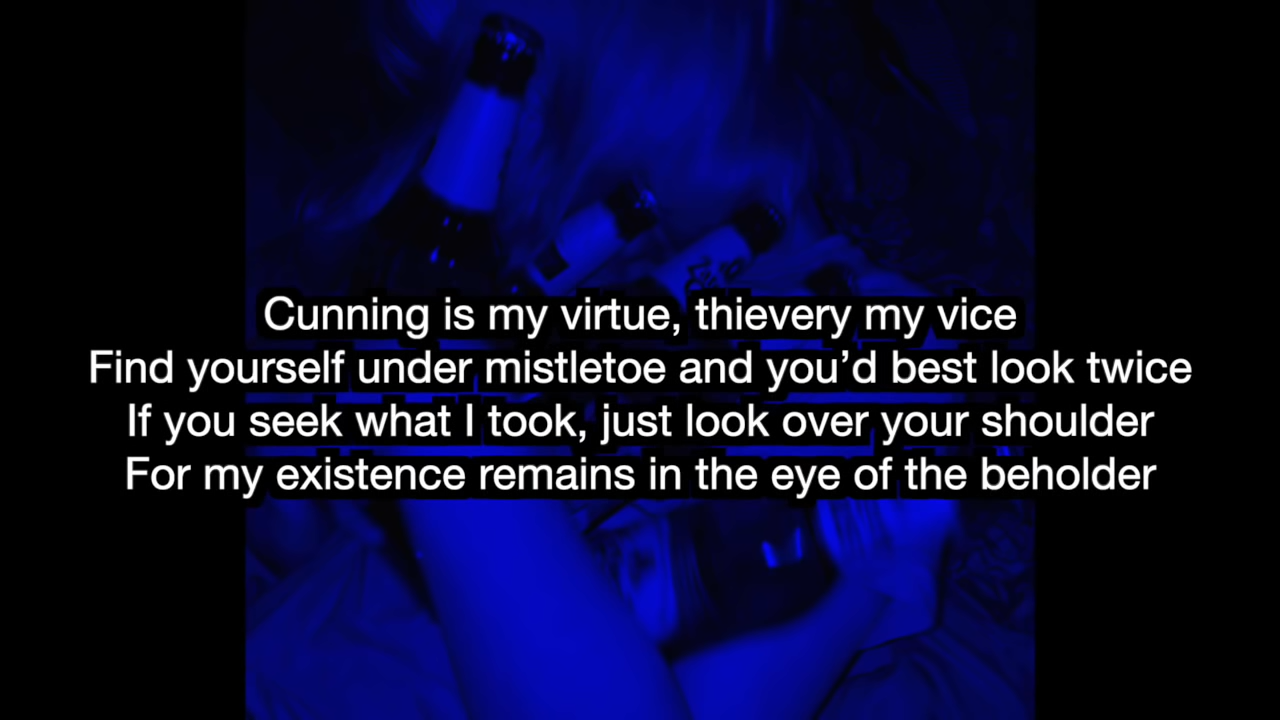 Cunning is my virtue, thievery my vice
Find yourself under mistletoe and you’d best look twice
If you seek what I took, just look over your shoulder
For my existence remains in the eye of the beholder